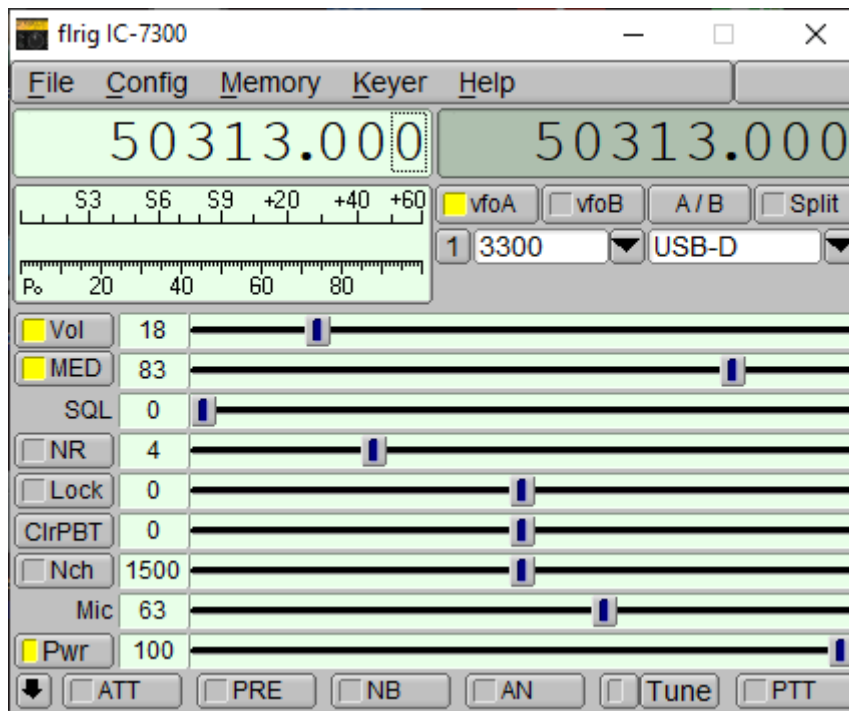 flrig IC-7300
File Config Memory Keyer Help
50313.000 50313.000
S3 S6 S9 +20 +40 +60
Po 20 40 60 80
vfoA vfoB A / B Split
1 3300 USB-D
Vol 18
MED 83
SQL 0
NR 4
Lock 0
ClrPBT 0
Nch 1500
Mic 63
Pwr 100
ATT PRE NB AN Tune PTT